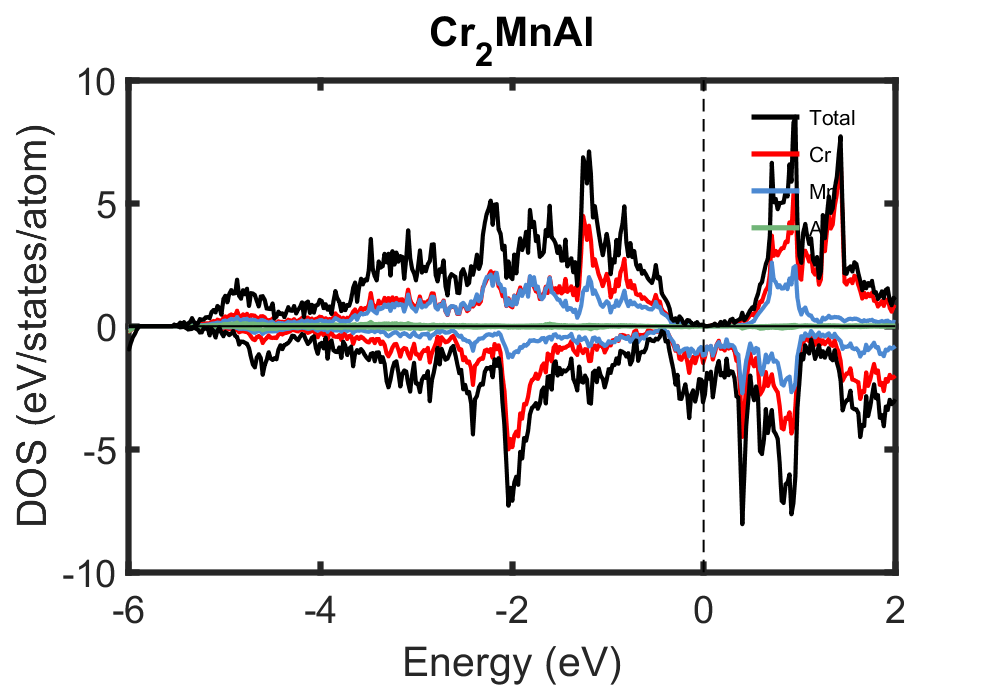 Cr₂MnAl
10
5
0
-5
-10
DOS (eV/states/atom)
Total
Cr
Mn
-6 -4 -2 0 2
Energy (eV)